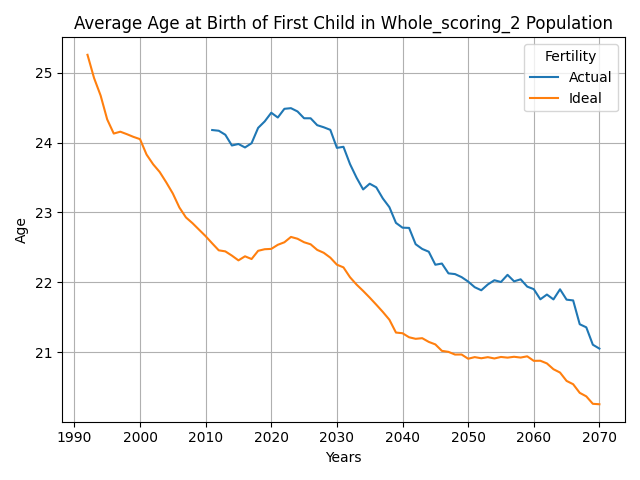 Average Age at Birth of First Child in Whole_scoring_2 Population
Fertility
Actual
Ideal
Age
25
24
23
22
21
1990 2000 2010 2020 2030 2040 2050 2060 2070
Years